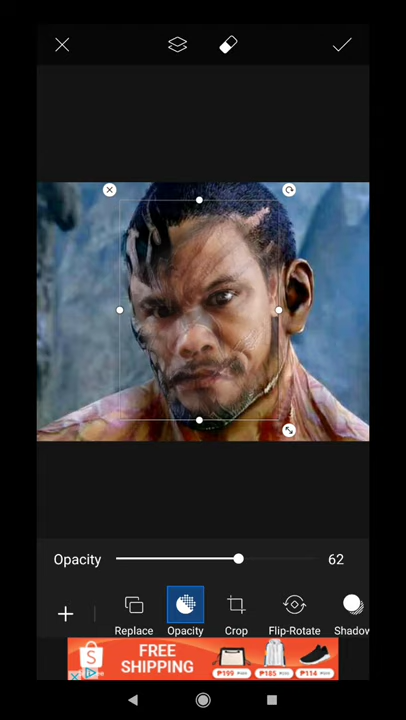 Opacity 62
Replace Opacity Crop Flip-Rotate Shadow
FREE
SHIPPING
₱199 ₱185 ₱114